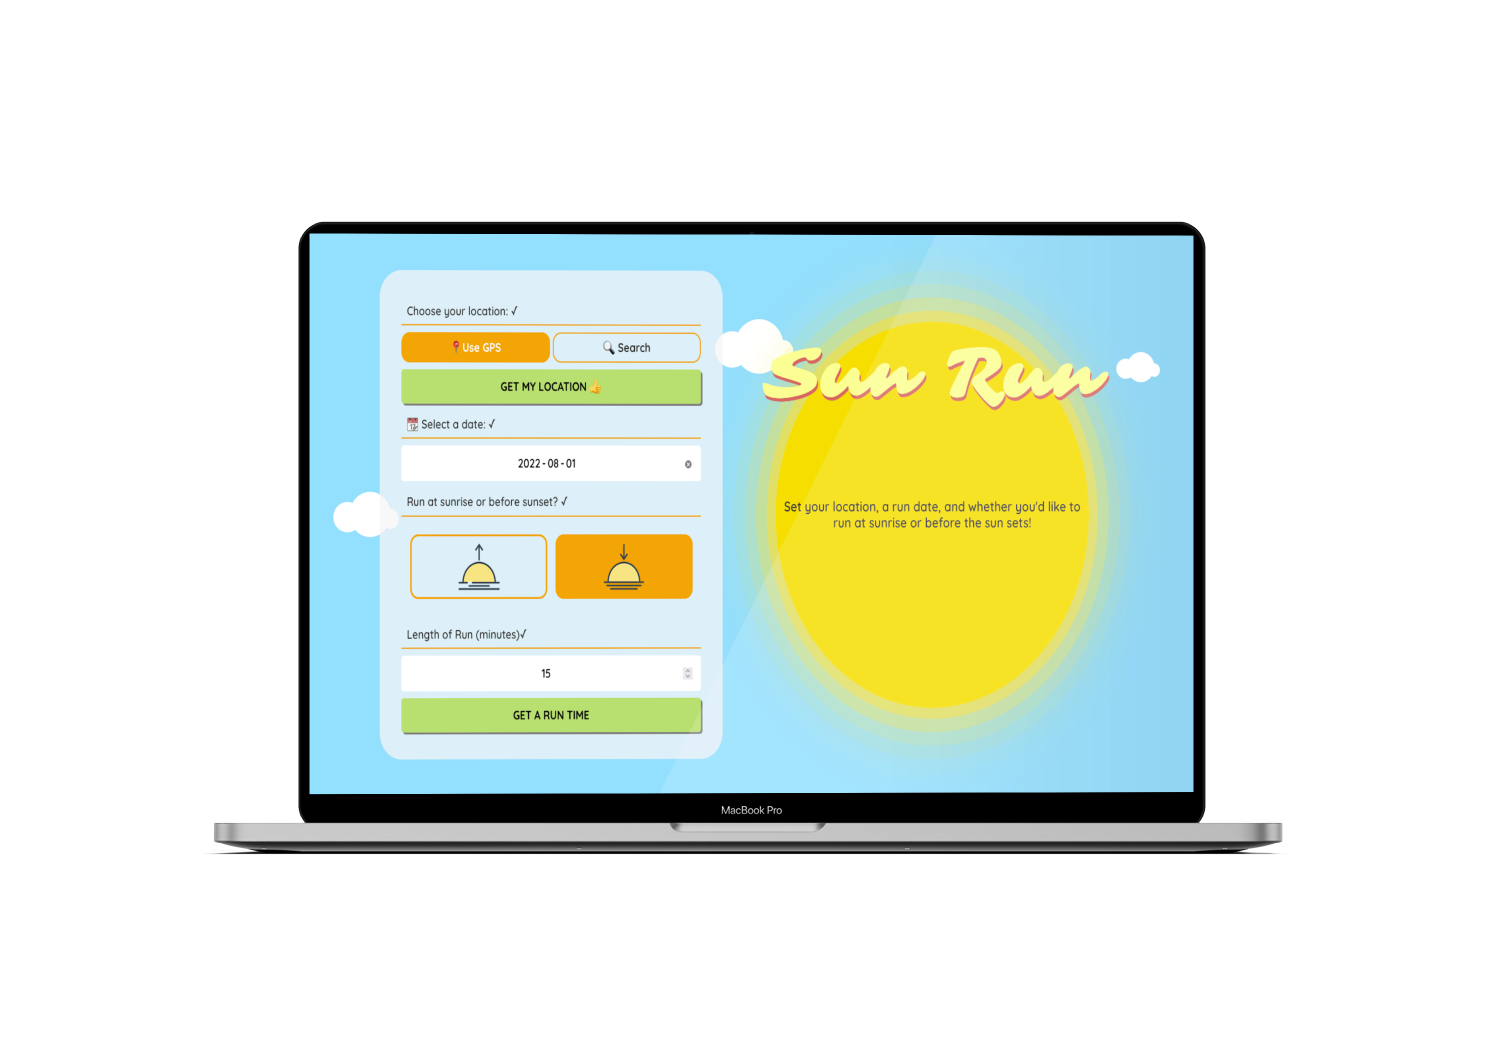 Choose your location: ✓
📍Use GPS
🔍 Search
GET MY LOCATION 👍
📆 Select a date: ✓
2022-08-01
Run at sunrise or before sunset? ✓
Length of Run (minutes)✓
15
GET A RUN TIME
Sun Run
Set your location, a run date, and whether you'd like to
run at sunrise or before the sun sets!
MacBook Pro